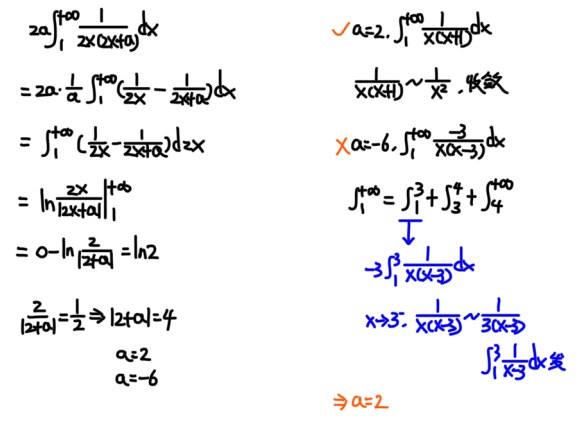 2a∫₁^{+∞} 1/(2x(2x+a)) dx
= 2a·1/a ∫₁^{+∞} (1/2x − 1/(2x+a)) dx
= ∫₁^{+∞} (1/2x − 1/(2x+a)) d2x
= ln 2x/|2x+a| |₁^{+∞}
= 0−ln 2/|2+a| = ln2
2/|2+a| = 1/2 ⇒ |2+a|=4
a=2
a=−6
✓ a=2. ∫₁^{+∞} 1/(x(x+1)) dx
1/(x(x+1)) ~ 1/x² . 收敛
✗ a=−6. ∫₁^{+∞} −3/(x(x−3)) dx
∫₁^{+∞} = ∫₁³ + ∫₃⁴ + ∫₄^{+∞}
↓
−3∫₁³ 1/(x(x−3)) dx
x→3⁻. 1/(x(x−3)) ~ 1/(3(x−3))
∫₁³ 1/(x−3) dx 发
⇒ a=2